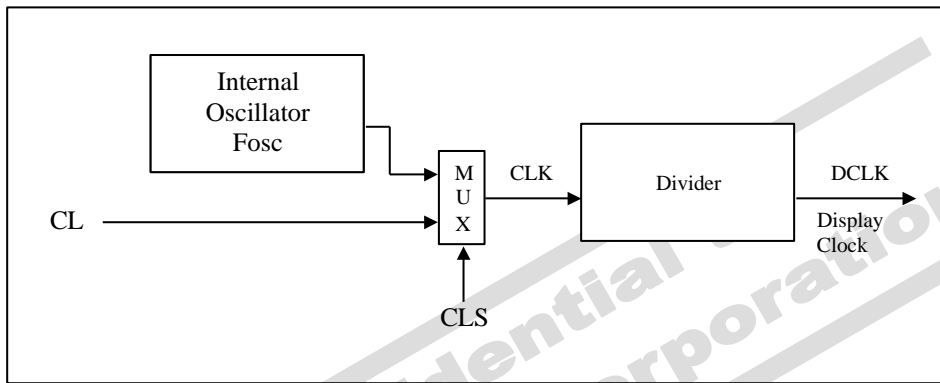 Internal
Oscillator
Fosc
M
U
X
CLK
Divider
DCLK
Display
Clock
CL
CLS